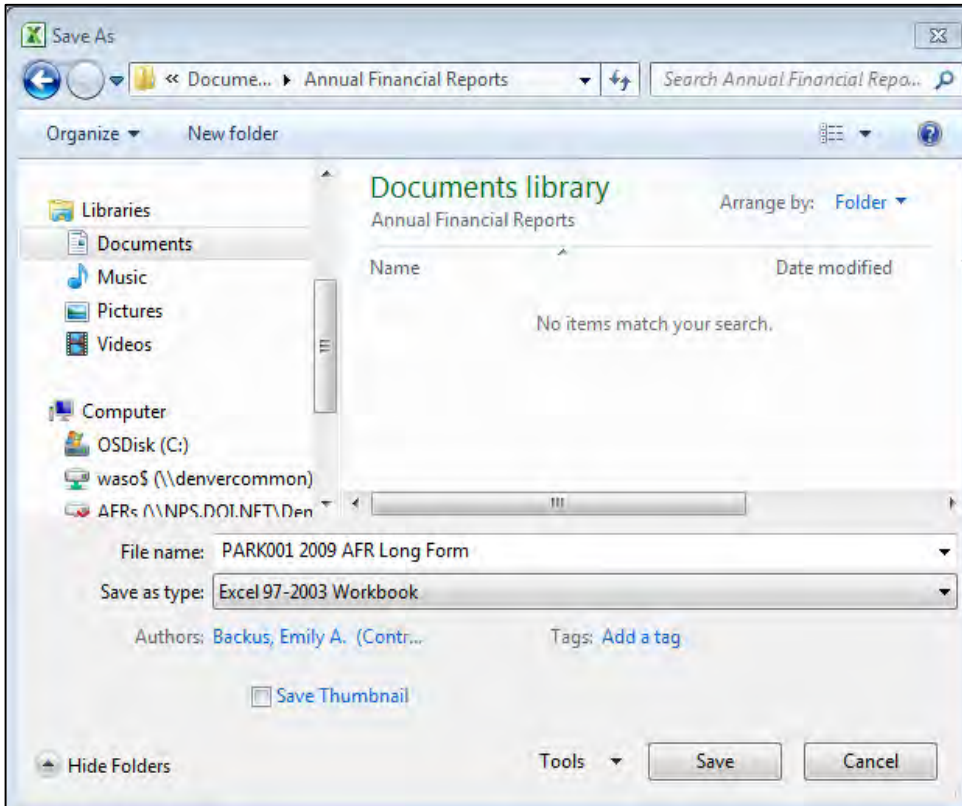 Save As
« Docume... Annual Financial Reports
Search Annual Financial Repo...
Organize New folder
Libraries
Documents
Music
Pictures
Videos
Computer
OSDisk (C:)
waso$ (\\denvercommon)
AFRs (\\NPS.DOI.NET\Den
Documents library
Annual Financial Reports
Arrange by: Folder
Name Date modified
No items match your search.
File name: PARK001 2009 AFR Long Form
Save as type: Excel 97-2003 Workbook
Authors: Backus, Emily A. (Contr... Tags: Add a tag
Save Thumbnail
Hide Folders Tools Save Cancel